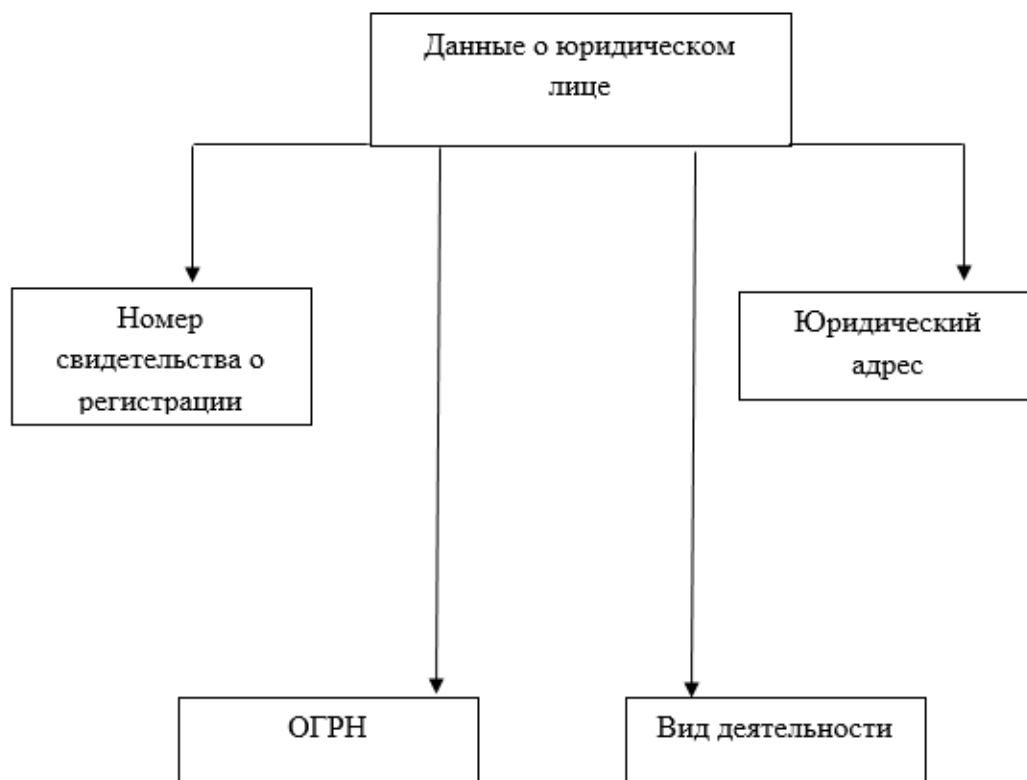 Данные о юридическом
лице
Номер
свидетельства о
регистрации
Юридический
адрес
ОГРН
Вид деятельности